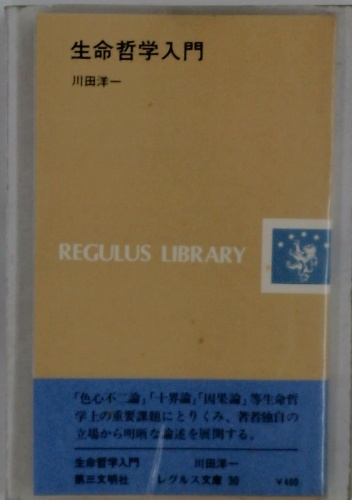 生命哲学入門
川田洋一
REGULUS LIBRARY
「色心不二論」「十界論」「因果論」等生命哲
学上の重要課題にとりくみ、著者独自の
立場から明晰な論述を展開する。
生命哲学入門 川田洋一
第三文明社 レグルス文庫 30 ¥480